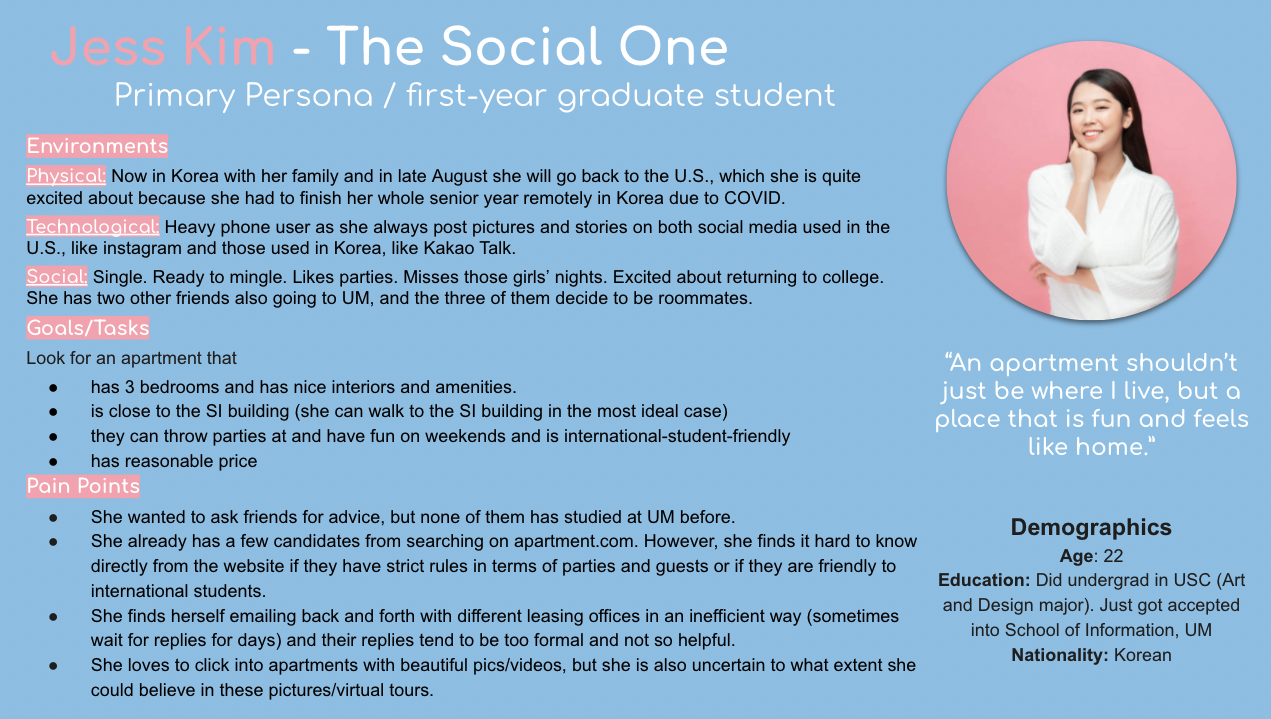 Jess Kim - The Social One
Primary Persona / first-year graduate student
Environments
Physical: Now in Korea with her family and in late August she will go back to the U.S., which she is quite
excited about because she had to finish her whole senior year remotely in Korea due to COVID.
Technological: Heavy phone user as she always post pictures and stories on both social media used in the
U.S., like instagram and those used in Korea, like Kakao Talk.
Social: Single. Ready to mingle. Likes parties. Misses those girls’ nights. Excited about returning to college.
She has two other friends also going to UM, and the three of them decide to be roommates.
Goals/Tasks
Look for an apartment that
● has 3 bedrooms and has nice interiors and amenities.
● is close to the SI building (she can walk to the SI building in the most ideal case)
● they can throw parties at and have fun on weekends and is international-student-friendly
● has reasonable price
Pain Points
● She wanted to ask friends for advice, but none of them has studied at UM before.
● She already has a few candidates from searching on apartment.com. However, she finds it hard to know
directly from the website if they have strict rules in terms of parties and guests or if they are friendly to
international students.
● She finds herself emailing back and forth with different leasing offices in an inefficient way (sometimes
wait for replies for days) and their replies tend to be too formal and not so helpful.
● She loves to click into apartments with beautiful pics/videos, but she is also uncertain to what extent she
could believe in these pictures/virtual tours.
“An apartment shouldn’t
just be where I live, but a
place that is fun and feels
like home.”
Demographics
Age: 22
Education: Did undergrad in USC (Art
and Design major). Just got accepted
into School of Information, UM
Nationality: Korean